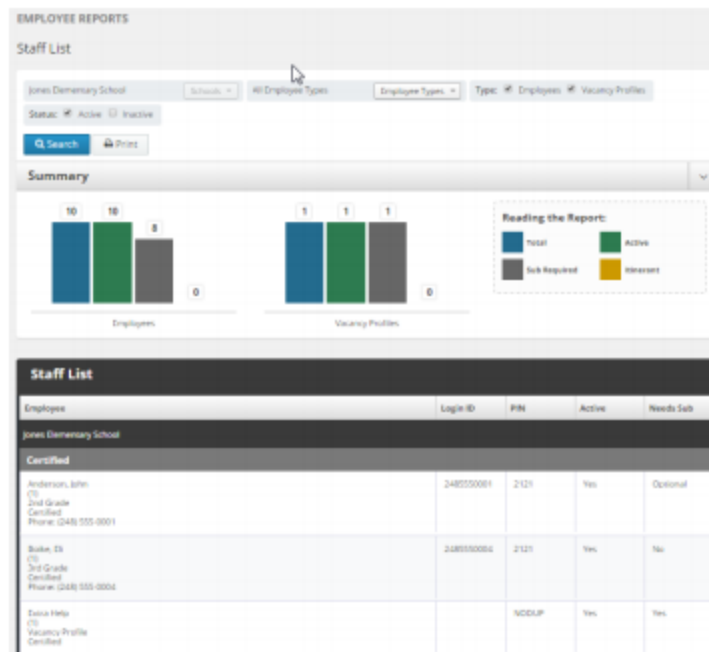 EMPLOYEE REPORTS
Staff List
Jones Elementary School Schools All Employee Types Employee Types Type: Employees Vacancy Profiles
Status: Active Inactive
Search Print
Summary
10 10 8 0
1 1 1 0
Employees
Vacancy Profiles
Reading the Report:
Total Active
Sub Required Itinerant
Staff List
Employee Login ID PIN Active Needs Sub
Jones Elementary School
Certified
Anderson, John 2485550001 2121 Yes Optional
(1)
2nd Grade
Certified
Phone: (248) 555-0001
Blake, Eli 2485550004 2121 Yes No
(1)
3rd Grade
Certified
Phone: (248) 555-0004
Extra Help NODUP Yes Yes
(1)
Vacancy Profile
Certified